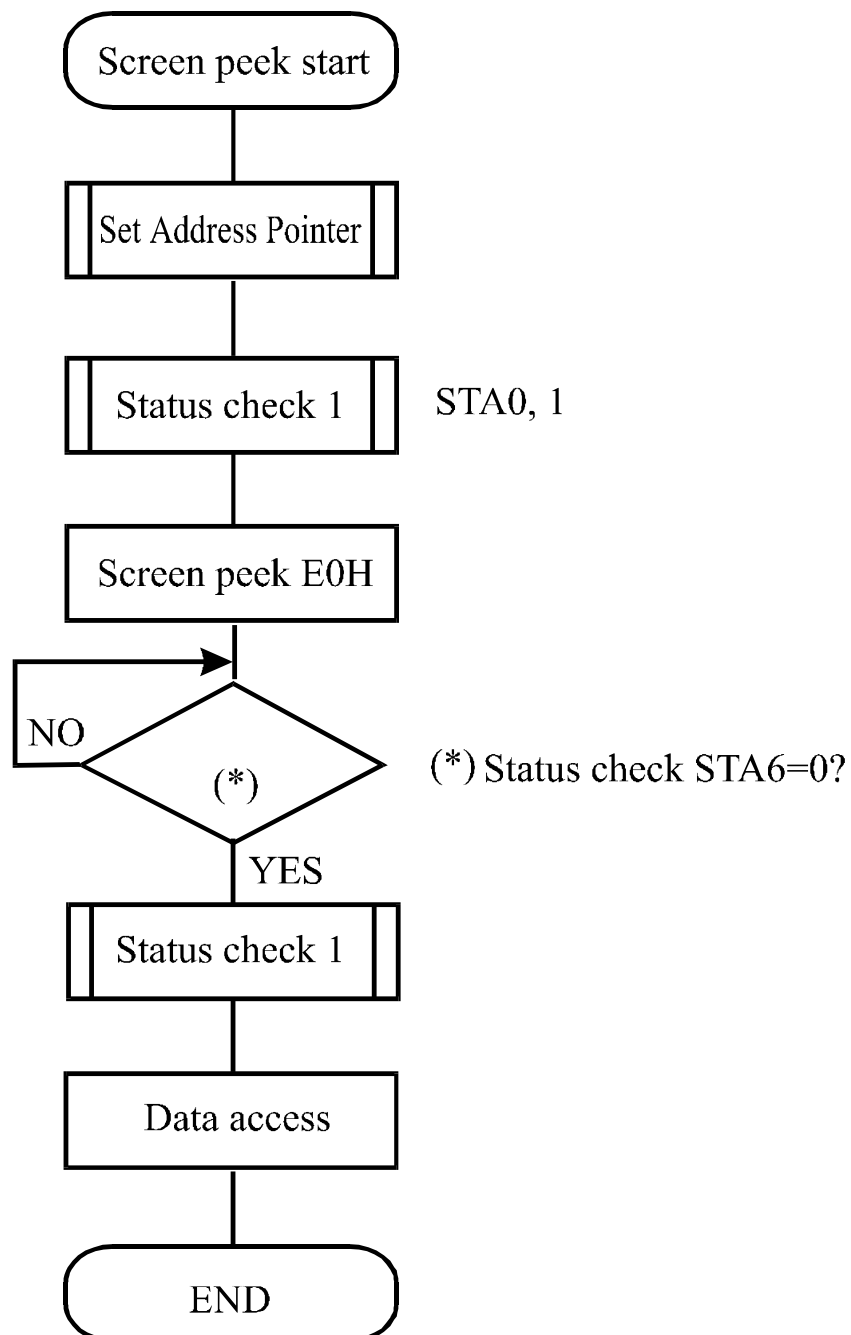 Screen peek start
Set Address Pointer
Status check 1
STA0, 1
Screen peek E0H
NO
(*)
(*) Status check STA6=0?
YES
Status check 1
Data access
END